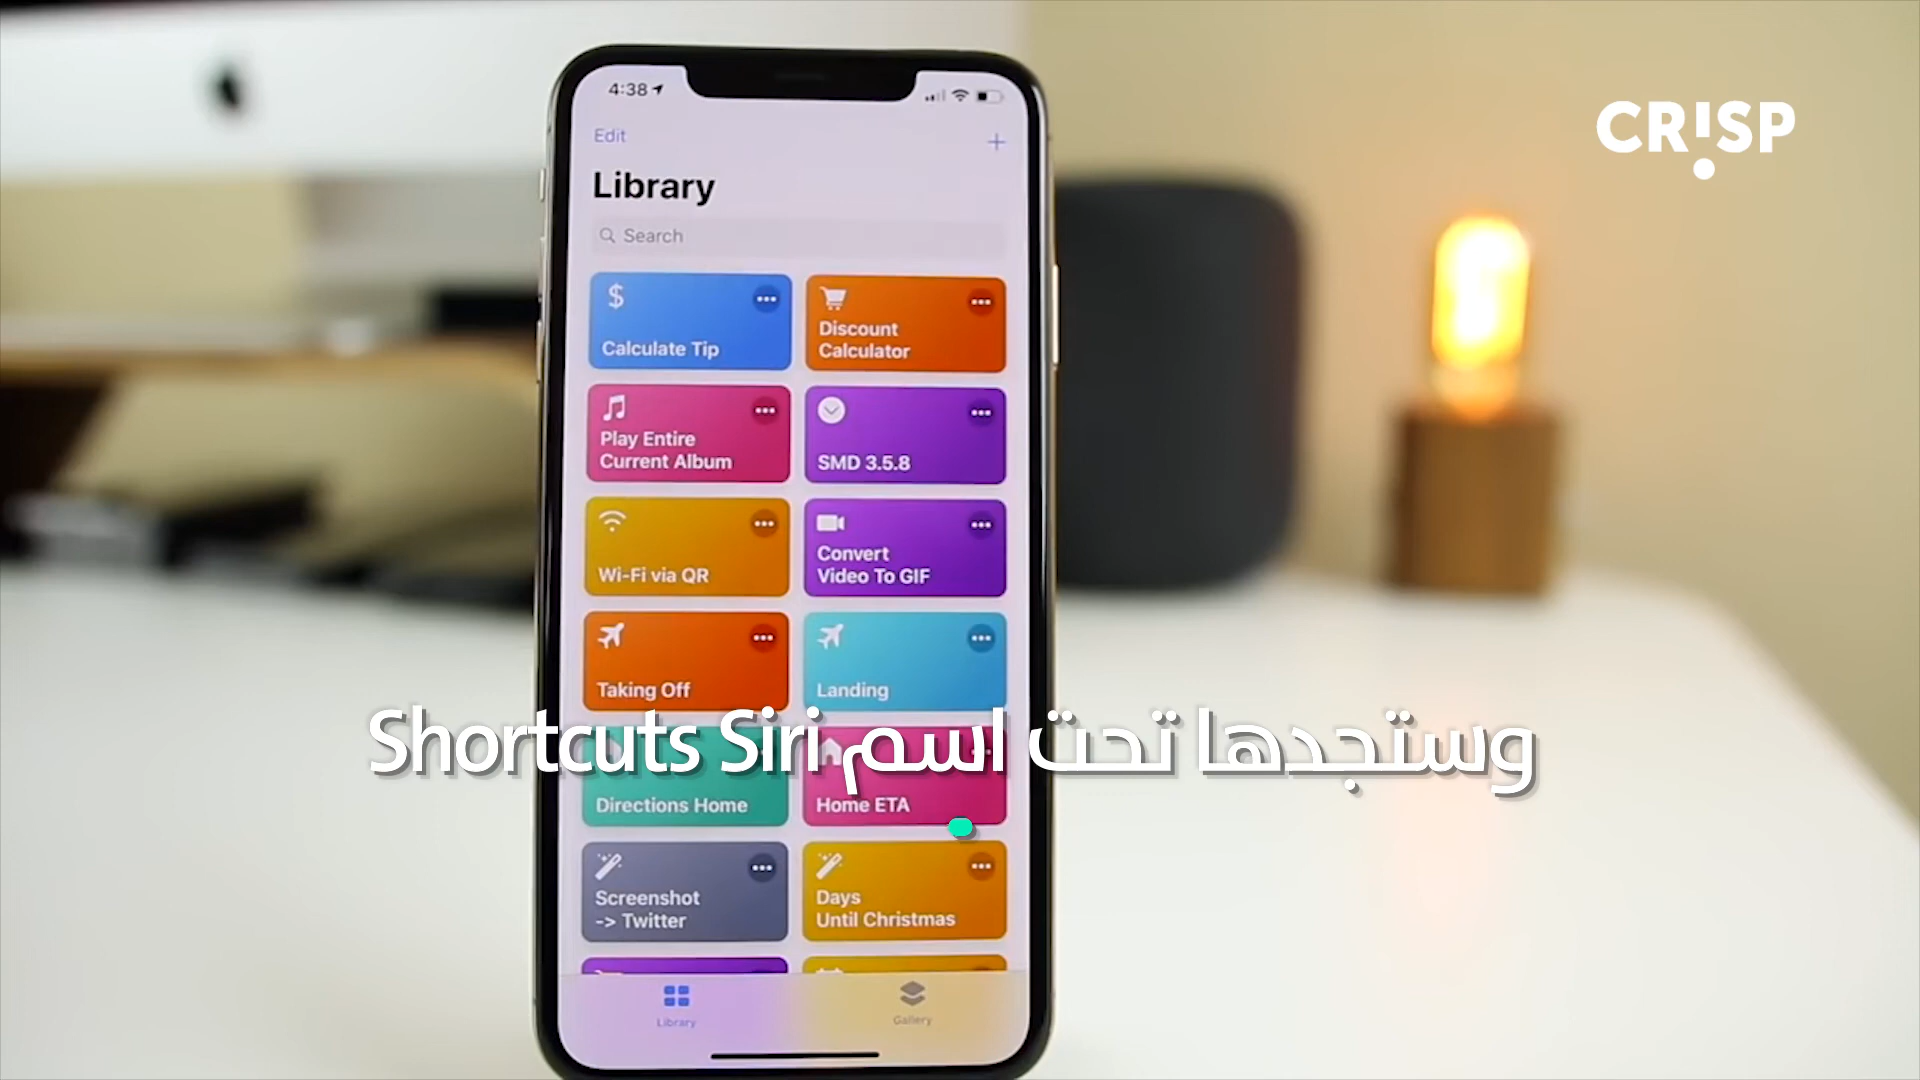 4:38
CR!SP
Edit
+
Library
Search
$
Calculate Tip
Discount
Calculator
Play Entire
Current Album
SMD 3.5.8
Wi-Fi via QR
Convert
Video To GIF
Taking Off
Landing
وستجدها تحت اسم Shortcuts Siri
Directions Home
Home ETA
Screenshot
-> Twitter
Days
Until Christmas
Library
Gallery